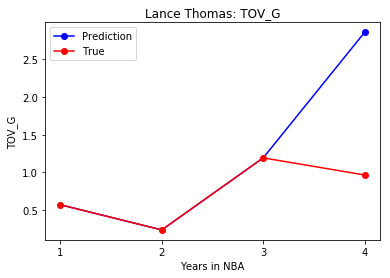 Lance Thomas: TOV_G
Prediction
True
TOV_G
2.5
2.0
1.5
1.0
0.5
1 2 3 4
Years in NBA